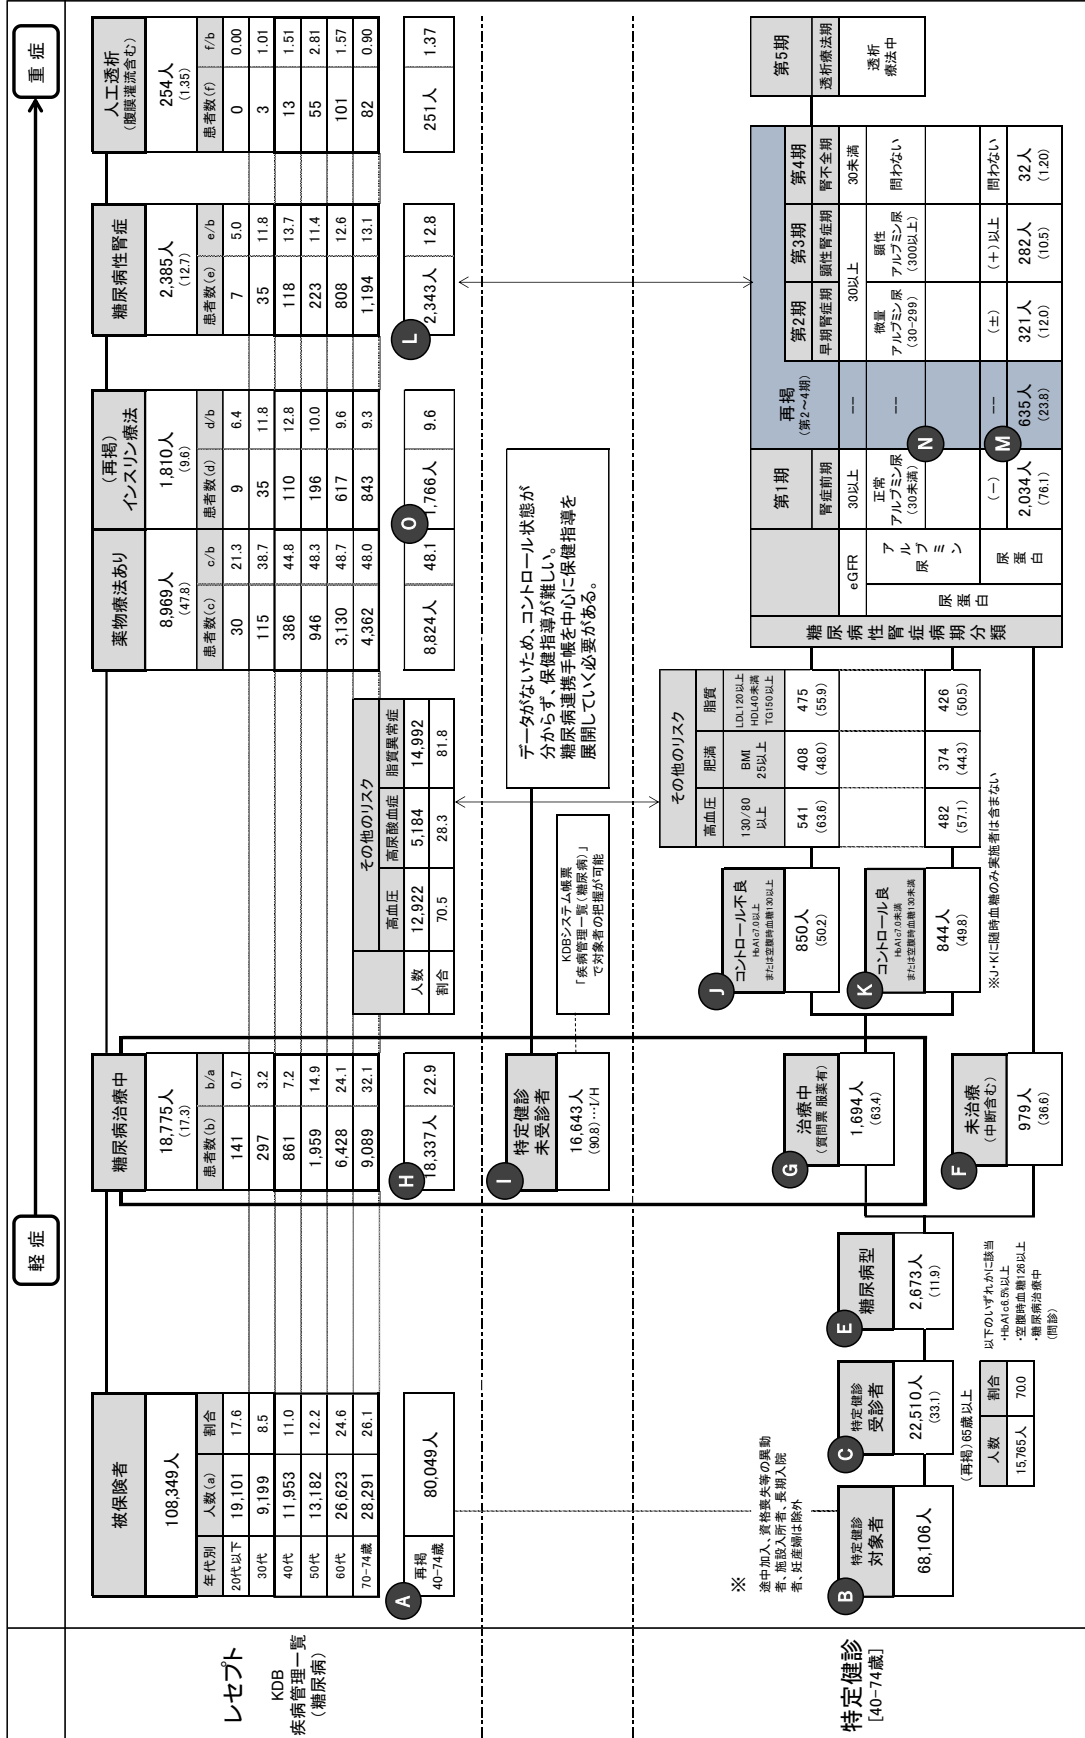 軽症
重症
レセプト
KDB
疾病管理一覧
(糖尿病)
被保険者
108,349人
年代別 人数(a) 割合
20代以下 19,101 17.6
30代 9,199 8.5
40代 11,953 11.0
50代 13,182 12.2
60代 26,623 24.6
70-74歳 28,291 26.1
A
再掲
40-74歳
80,049人
糖尿病治療中
18,775人
(17.3)
患者数(b) b/a
141 0.7
297 3.2
861 7.2
1,959 14.9
6,428 24.1
9,089 32.1
H
18,337人 22.9
その他のリスク
高血圧 高尿酸血症 脂質異常症
人数 12,922 5,184 14,992
割合 70.5 28.3 81.8
薬物療法あり
8,969人
(47.8)
患者数(c) c/b
30 21.3
115 38.7
386 44.8
946 48.3
3,130 48.7
4,362 48.0
8,824人 48.1
O
(再掲)
インスリン療法
1,810人
(9.6)
患者数(d) d/b
9 6.4
35 11.8
110 12.8
196 10.0
617 9.6
843 9.3
1,766人 9.6
糖尿病性腎症
2,385人
(12.7)
患者数(e) e/b
7 5.0
35 11.8
118 13.7
223 11.4
808 12.6
1,194 13.1
L
2,343人 12.8
人工透析
(腹膜灌流含む)
254人
(1.35)
患者数(f) f/b
0 0.00
3 1.01
13 1.51
55 2.81
101 1.57
82 0.90
251人 1.37
I
特定健診
未受診者
16,643人
(90.8)…I/H
KDBシステム帳票
「疾病管理一覧(糖尿病)」
で対象者の把握が可能
データがないため、コントロール状態が
分からず、保健指導が難しい。
糖尿病連携手帳を中心に保健指導を
展開していく必要がある。
特定健診
[40-74歳]
※
途中加入、資格喪失等の異動
者、施設入所者、長期入院
者、妊産婦は除外
B
特定健診
対象者
68,106人
C
特定健診
受診者
22,510人
(33.1)
(再掲)65歳以上
人数 割合
15,765人 70.0
E
糖尿病型
2,673人
(11.9)
以下のいずれかに該当
・HbA1c6.5%以上
・空腹時血糖126以上
・糖尿病治療中
(問診)
G
治療中
(質問票 服薬有)
1,694人
(63.4)
F
未治療
(中断含む)
979人
(36.6)
J
コントロール不良
HbA1c7.0以上
または空腹時血糖130以上
850人
(50.2)
K
コントロール良
HbA1c7.0未満
または空腹時血糖130未満
844人
(49.8)
※J・Kに随時血糖のみ実施者は含まない
その他のリスク
高血圧 肥満 脂質
130/80
以上
BMI
25以上
LDL120以上
HDL40未満
TG150以上
541
(63.6)
408
(48.0)
475
(55.9)
482
(57.1)
374
(44.3)
426
(50.5)
糖尿病性腎症病期分類
第1期
腎症前期
再掲
(第2～4期)
第2期
早期腎症期
第3期
顕性腎症期
第4期
腎不全期
第5期
透析療法期
eGFR 30以上 -- 30以上 30未満
透析
療法中
尿蛋白
尿アルブミン
正常
アルブミン尿
(30未満)
--
微量
アルブミン尿
(30-299)
顕性
アルブミン尿
(300以上)
問わない
N
尿蛋白 (－) -- (±) (+)以上 問わない
M
2,034人
(76.1)
635人
(23.8)
321人
(12.0)
282人
(10.5)
32人
(1.20)